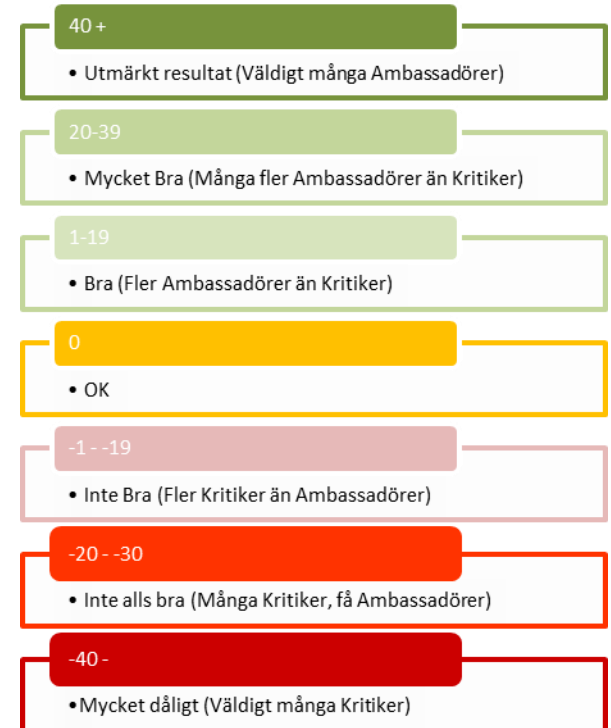 40 +
• Utmärkt resultat (Väldigt många Ambassadörer)
20-39
• Mycket Bra (Många fler Ambassadörer än Kritiker)
1-19
• Bra (Fler Ambassadörer än Kritiker)
0
• OK
-1 - -19
• Inte Bra (Fler Kritiker än Ambassadörer)
-20 - -30
• Inte alls bra (Många Kritiker, få Ambassadörer)
-40 -
• Mycket dåligt (Väldigt många Kritiker)